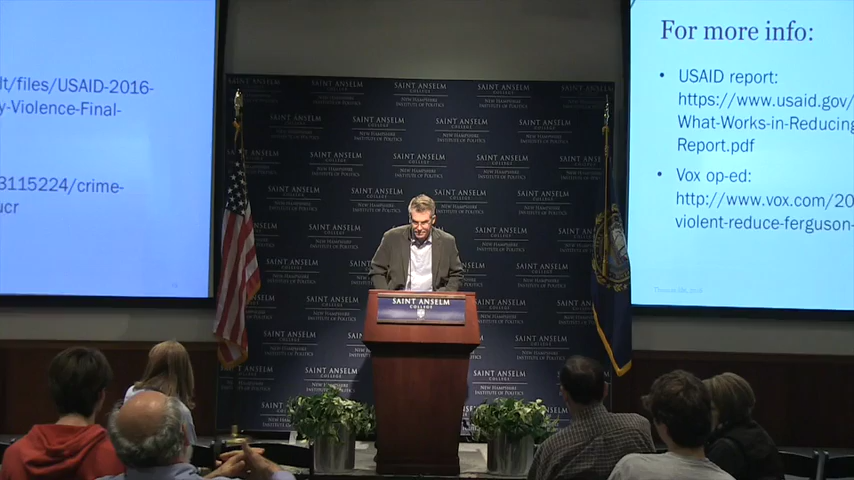 lt/files/USAID-2016-
y-Violence-Final-
3115224/crime-
ucr
For more info:
• USAID report:
https://www.usaid.gov/
What-Works-in-Reducing
Report.pdf
• Vox op-ed:
http://www.vox.com/20
violent-reduce-ferguson-
SAINT ANSELM
COLLEGE
NEW HAMPSHIRE
INSTITUTE OF POLITICS
SAINT ANSELM
COLLEGE